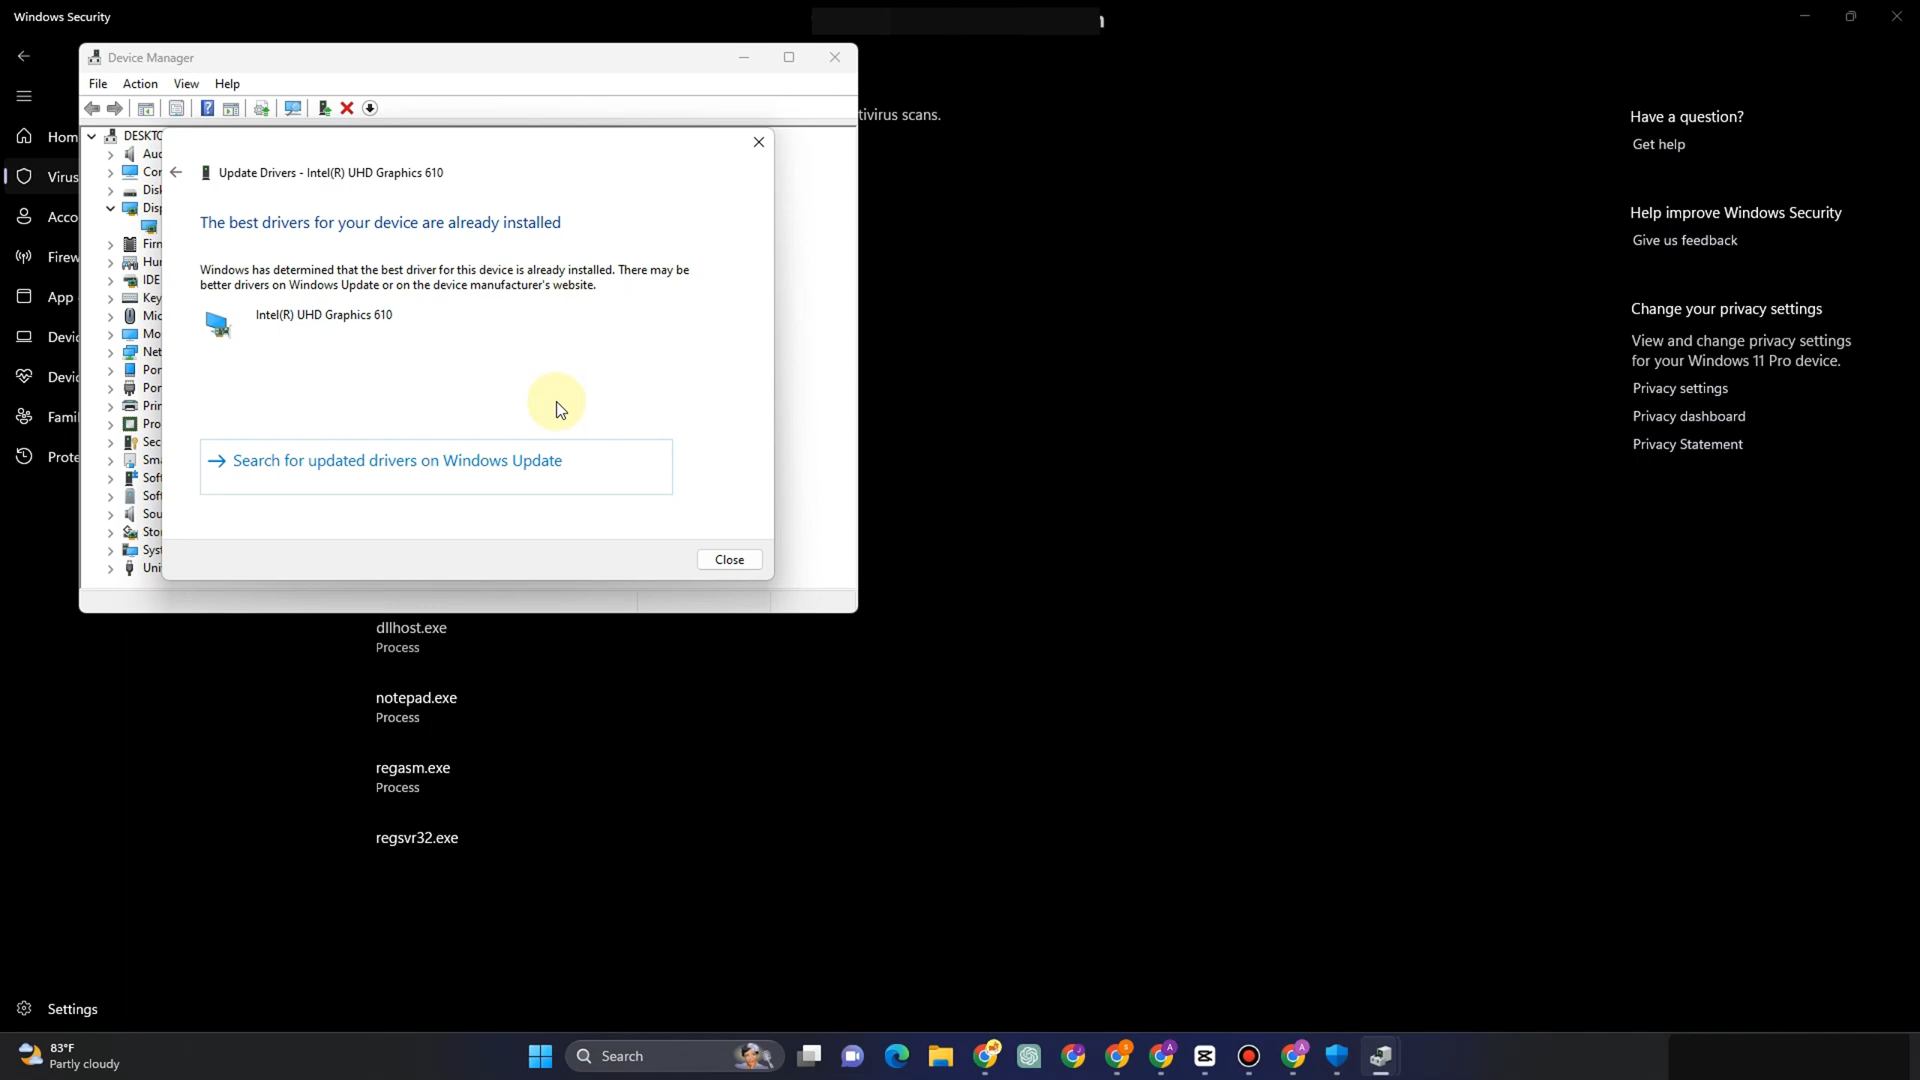 Windows Security
Device Manager
File Action View Help
tivirus scans.
Hom
Virus
Acco
Firew
App
Devic
Devic
Famil
Prote
DESKTO
Aud
Cor
Disk
Disp
Firn
Hur
IDE
Key
Mic
Mo
Net
Por
Por
Prin
Pro
Sec
Sma
Soft
Soft
Sou
Stor
Syst
Uni
Update Drivers - Intel(R) UHD Graphics 610
The best drivers for your device are already installed
Windows has determined that the best driver for this device is already installed. There may be
better drivers on Windows Update or on the device manufacturer's website.
Intel(R) UHD Graphics 610
Search for updated drivers on Windows Update
Close
dllhost.exe
Process
notepad.exe
Process
regasm.exe
Process
regsvr32.exe
Have a question?
Get help
Help improve Windows Security
Give us feedback
Change your privacy settings
View and change privacy settings
for your Windows 11 Pro device.
Privacy settings
Privacy dashboard
Privacy Statement
Settings
83°F
Partly cloudy
Search